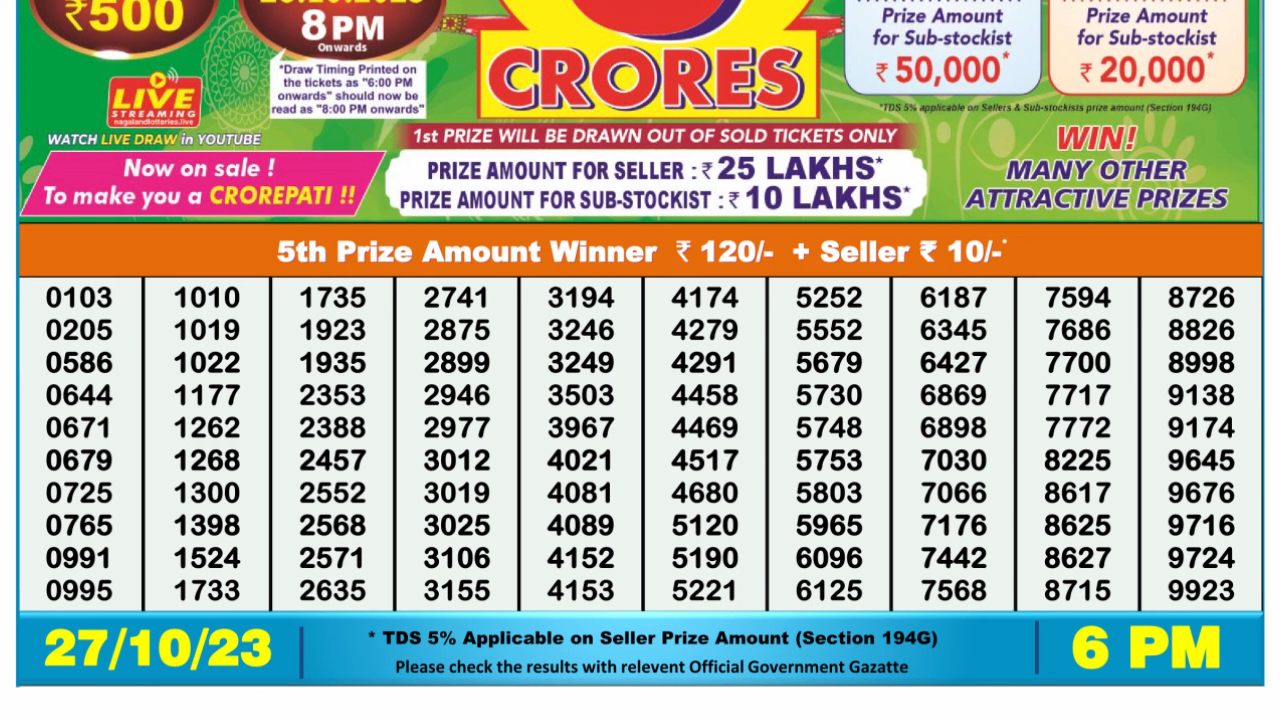 ₹500
8 PM
Onwards
*Draw Timing Printed on
the tickets as "6:00 PM
onwards" should now be
read as "8:00 PM onwards"
LIVE
STREAMING
nagalandlotteries.live
WATCH LIVE DRAW in YOUTUBE
Now on sale !
To make you a CROREPATI !!
CRORES
1st PRIZE WILL BE DRAWN OUT OF SOLD TICKETS ONLY
PRIZE AMOUNT FOR SELLER : ₹ 25 LAKHS*
PRIZE AMOUNT FOR SUB-STOCKIST : ₹ 10 LAKHS*
Prize Amount
for Sub-stockist
₹ 50,000*
Prize Amount
for Sub-stockist
₹ 20,000*
*TDS 5% applicable on Sellers & Sub-stockists prize amount (Section 194G)
WIN!
MANY OTHER
ATTRACTIVE PRIZES
5th Prize Amount Winner ₹ 120/- + Seller ₹ 10/-*
0103 1010 1735 2741 3194 4174 5252 6187 7594 8726
0205 1019 1923 2875 3246 4279 5552 6345 7686 8826
0586 1022 1935 2899 3249 4291 5679 6427 7700 8998
0644 1177 2353 2946 3503 4458 5730 6869 7717 9138
0671 1262 2388 2977 3967 4469 5748 6898 7772 9174
0679 1268 2457 3012 4021 4517 5753 7030 8225 9645
0725 1300 2552 3019 4081 4680 5803 7066 8617 9676
0765 1398 2568 3025 4089 5120 5965 7176 8625 9716
0991 1524 2571 3106 4152 5190 6096 7442 8627 9724
0995 1733 2635 3155 4153 5221 6125 7568 8715 9923
27/10/23
* TDS 5% Applicable on Seller Prize Amount (Section 194G)
Please check the results with relevent Official Government Gazatte
6 PM